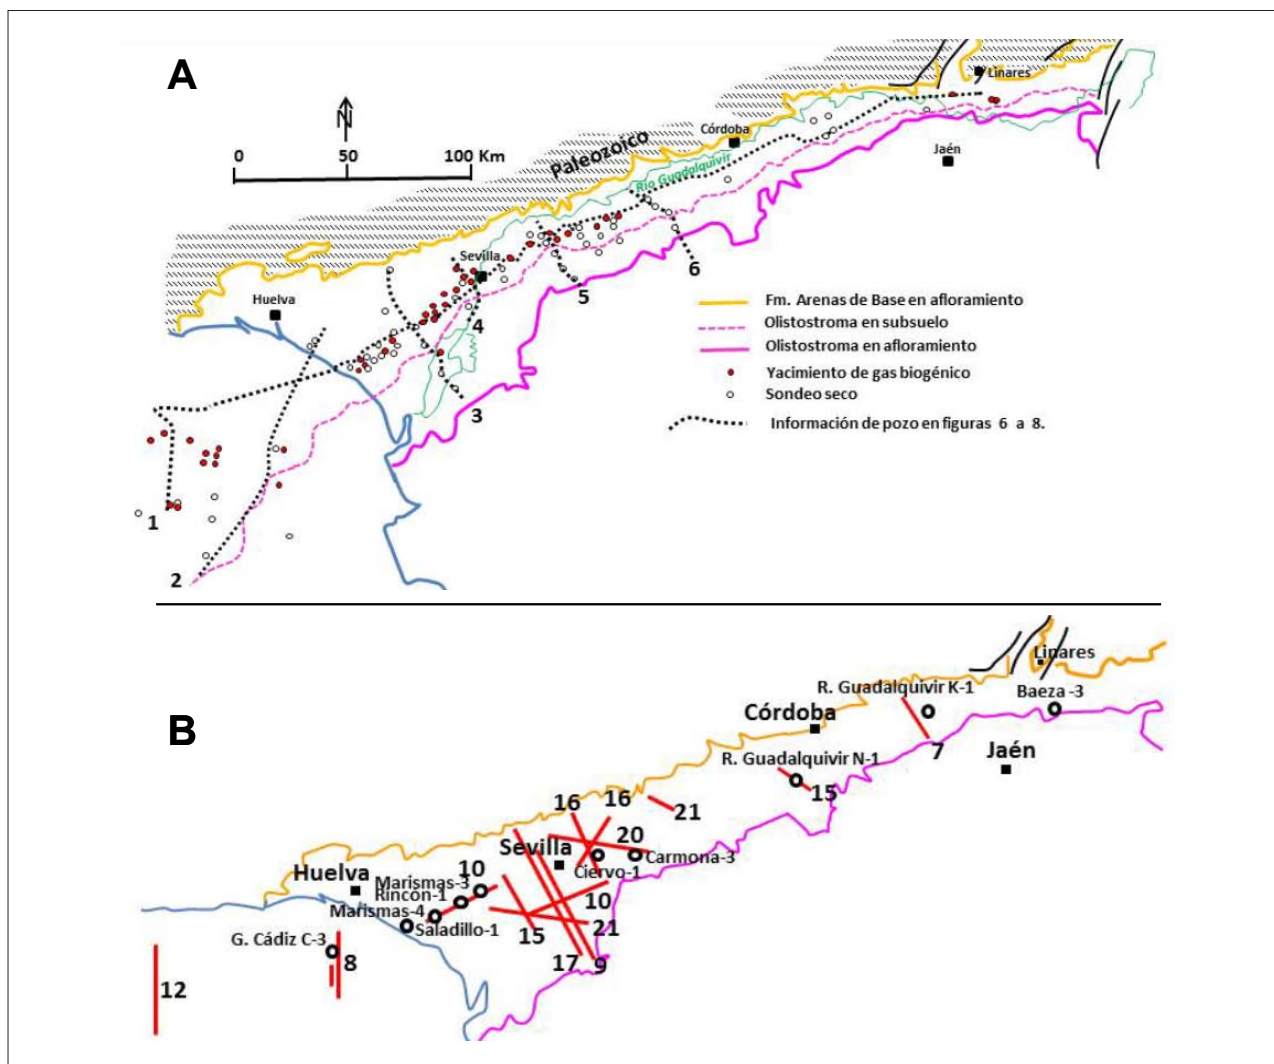 A
N
0 50 100 Km
Paleozoico
Córdoba
Río Guadalquivir
Linares
Jaén
Sevilla
Huelva
6
5
4
3
1
2
Fm. Arenas de Base en afloramiento
Olistostroma en subsuelo
Olistostroma en afloramiento
Yacimiento de gas biogénico
Sondeo seco
Información de pozo en figuras 6 a 8.
B
Linares
R. Guadalquivir K-1
Baeza -3
Córdoba
7
Jaén
R. Guadalquivir N-1
15
16 16
21
20
Sevilla
Carmona-3
Ciervo-1
Huelva
10
Marismas-3
Rincón-1
Marismas-4
Saladillo-1
10
21
15
G. Cádiz C-3
8
17 9
12